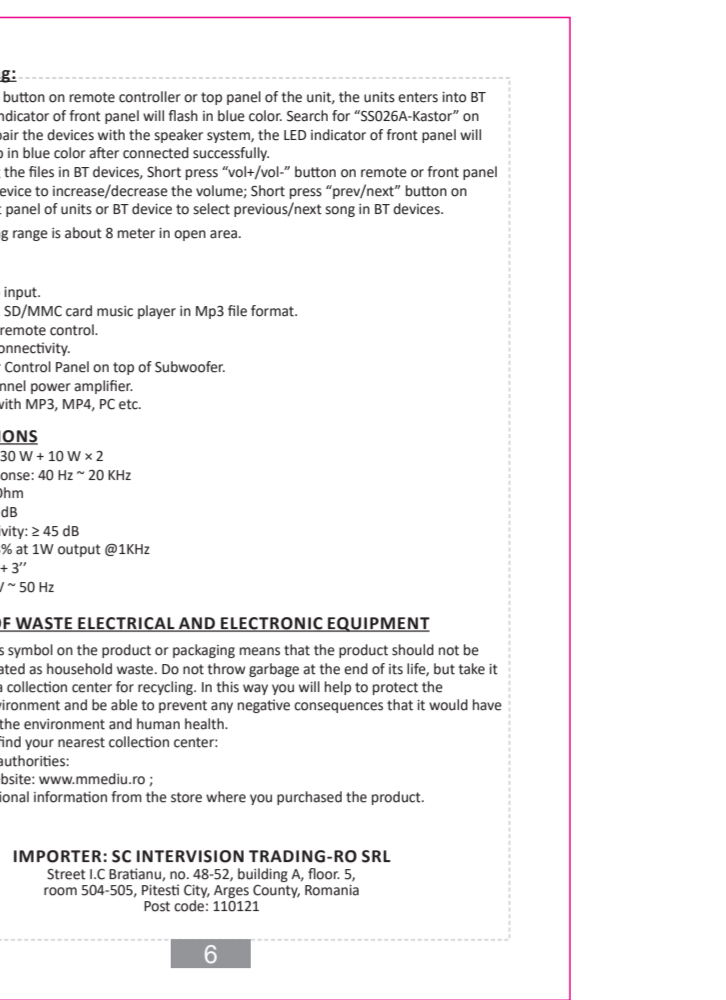 g:
button on remote controller or top panel of the unit, the units enters into BT
ndicator of front panel will flash in blue color. Search for “SS026A-Kastor” on
pair the devices with the speaker system, the LED indicator of front panel will
in blue color after connected successfully.
the files in BT devices, Short press “vol+/vol-” button on remote or front panel
evice to increase/decrease the volume; Short press “prev/next” button on
panel of units or BT device to select previous/next song in BT devices.
g range is about 8 meter in open area.
input.
SD/MMC card music player in Mp3 file format.
remote control.
onnectivity.
Control Panel on top of Subwoofer.
nnel power amplifier.
with MP3, MP4, PC etc.
IONS
30 W + 10 W × 2
onse: 40 Hz ~ 20 KHz
Ohm
dB
ivity: ≥ 45 dB
% at 1W output @1KHz
+ 3’’
~ 50 Hz
OF WASTE ELECTRICAL AND ELECTRONIC EQUIPMENT
s symbol on the product or packaging means that the product should not be
ated as household waste. Do not throw garbage at the end of its life, but take it
a collection center for recycling. In this way you will help to protect the
vironment and be able to prevent any negative consequences that it would have
the environment and human health.
find your nearest collection center:
authorities:
bsite: www.mmediu.ro ;
ional information from the store where you purchased the product.
IMPORTER: SC INTERVISION TRADING-RO SRL
Street I.C Bratianu, no. 48-52, building A, floor. 5,
room 504-505, Pitesti City, Arges County, Romania
Post code: 110121
6